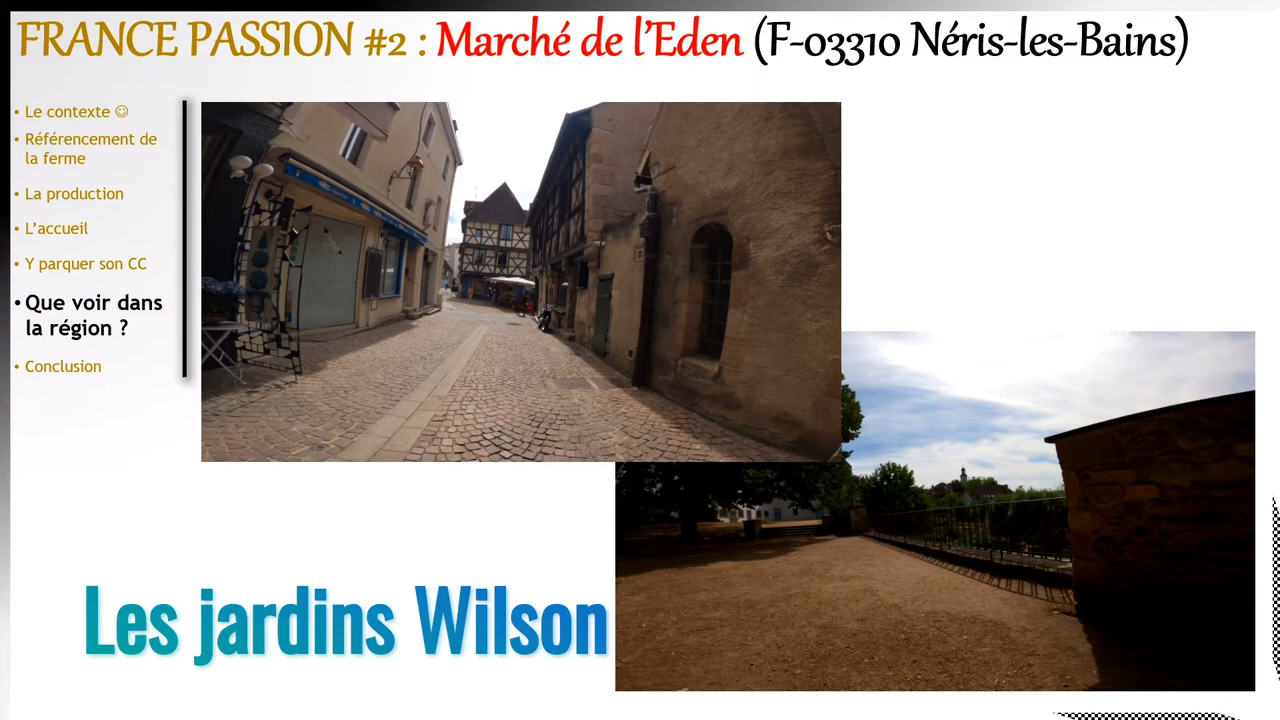 FRANCE PASSION #2 : Marché de l’Eden (F-03310 Néris-les-Bains)
• Le contexte ☺
• Référencement de
la ferme
• La production
• L’accueil
• Y parquer son CC
• Que voir dans
la région ?
• Conclusion
Les jardins Wilson